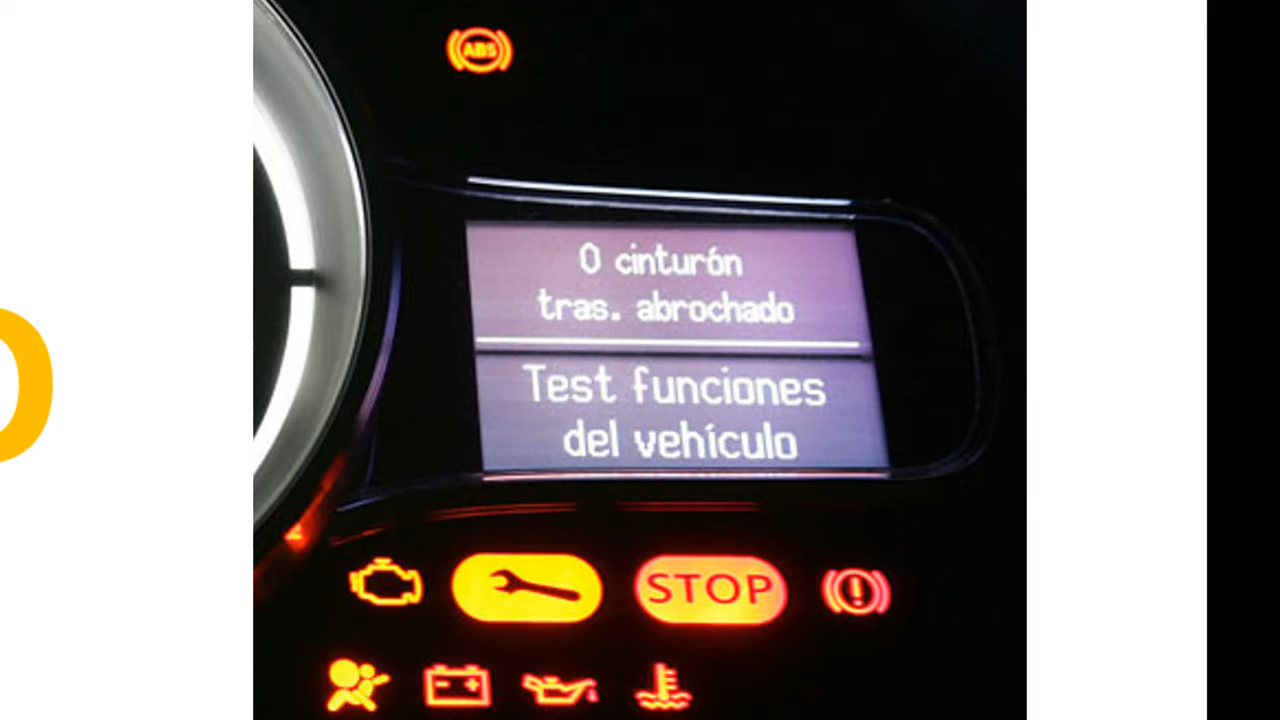 ABS
0 cinturón
tras. abrochado
Test funciones
del vehículo
STOP